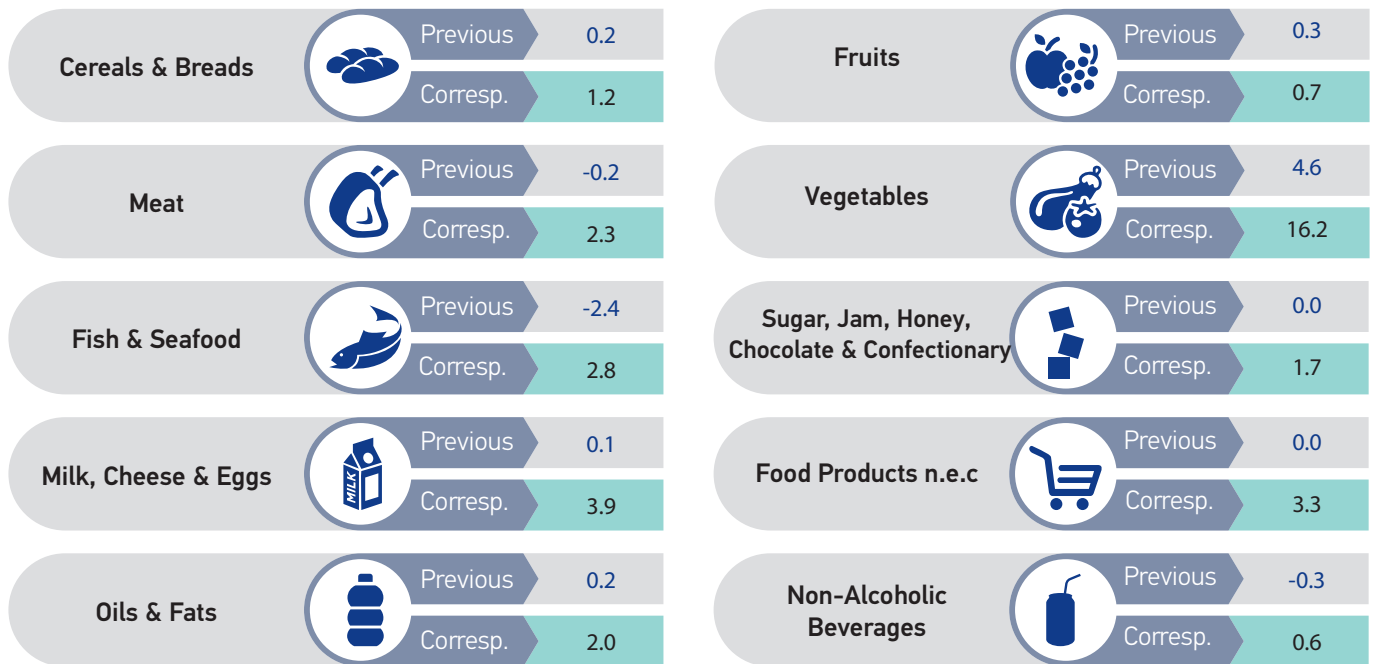 Cereals & Breads
Previous 0.2
Corresp. 1.2
Meat
Previous -0.2
Corresp. 2.3
Fish & Seafood
Previous -2.4
Corresp. 2.8
Milk, Cheese & Eggs
MILK
Previous 0.1
Corresp. 3.9
Oils & Fats
Previous 0.2
Corresp. 2.0
Fruits
Previous 0.3
Corresp. 0.7
Vegetables
Previous 4.6
Corresp. 16.2
Sugar, Jam, Honey,
Chocolate & Confectionary
Previous 0.0
Corresp. 1.7
Food Products n.e.c
Previous 0.0
Corresp. 3.3
Non-Alcoholic
Beverages
Previous -0.3
Corresp. 0.6